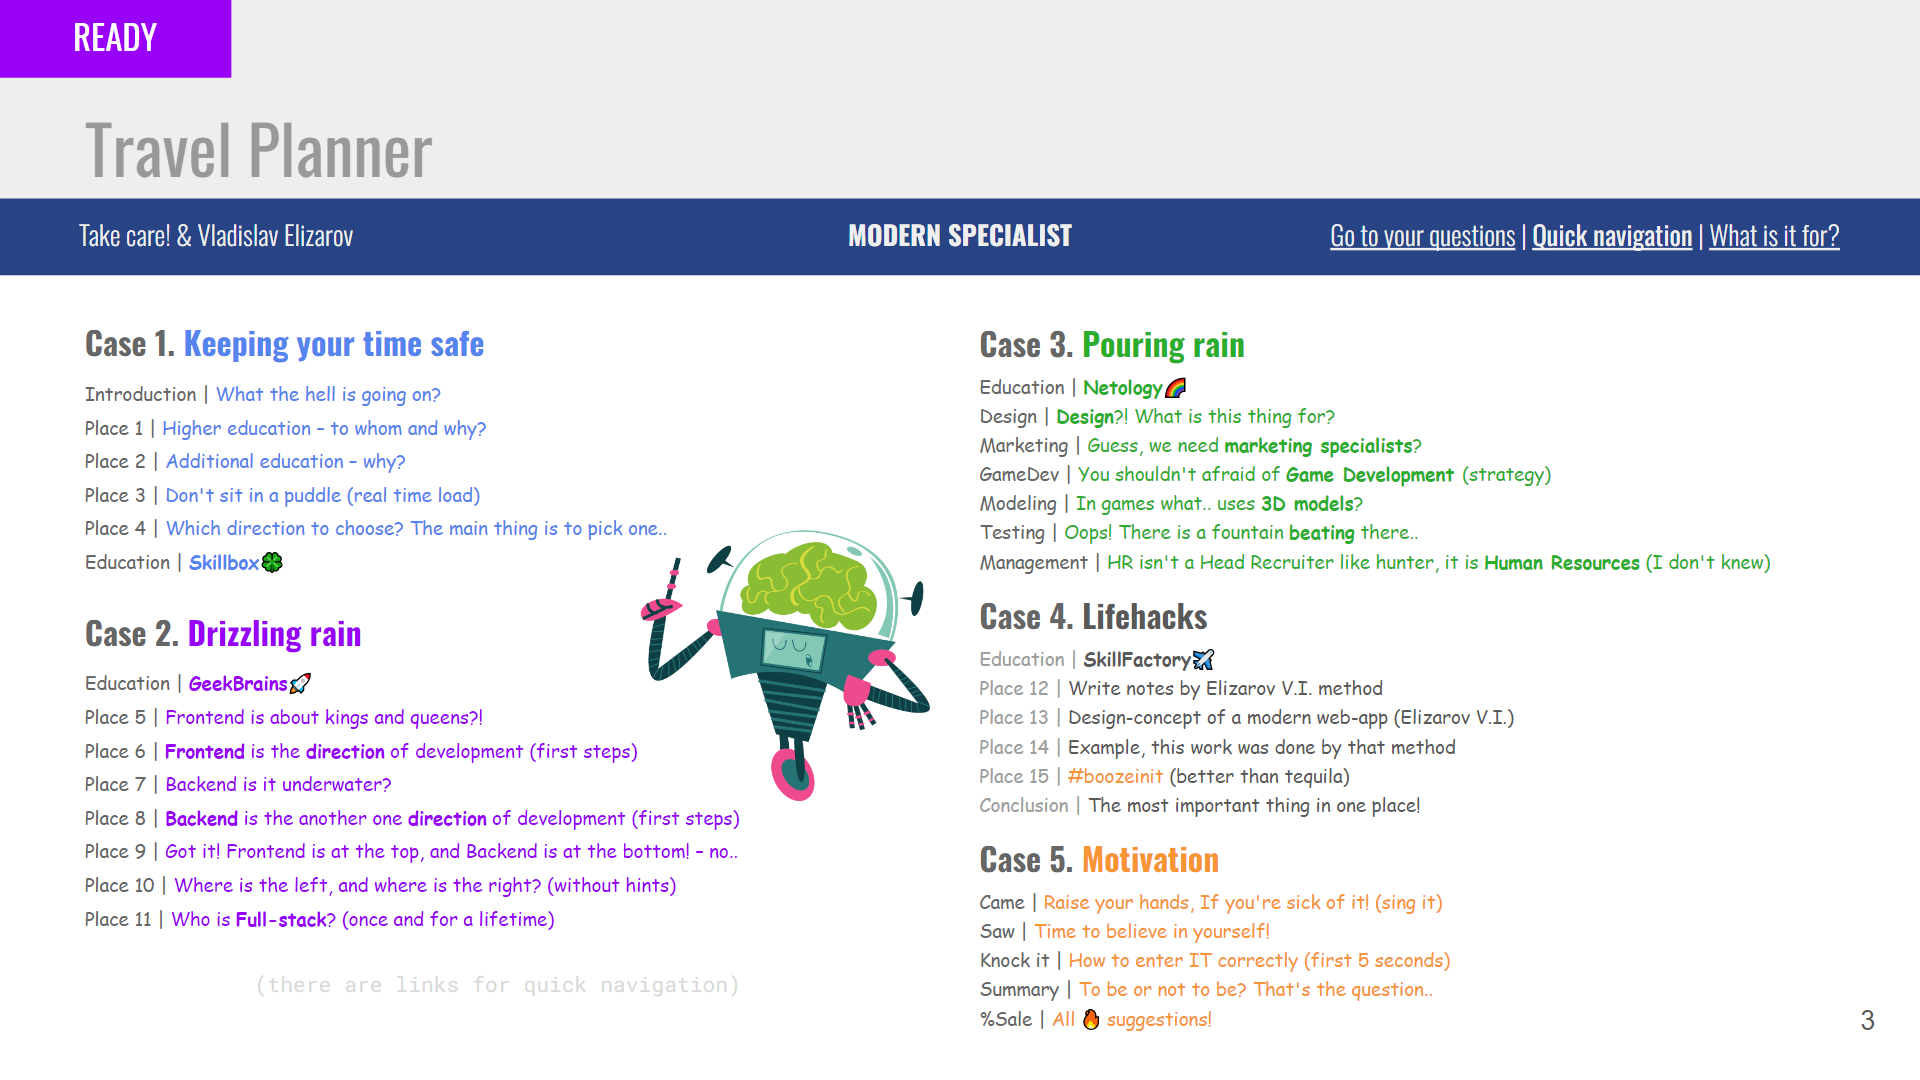 READY
Travel Planner
Take care! & Vladislav Elizarov
MODERN SPECIALIST
Go to your questions | Quick navigation | What is it for?
Case 1. Keeping your time safe
Introduction | What the hell is going on?
Place 1 | Higher education – to whom and why?
Place 2 | Additional education – why?
Place 3 | Don't sit in a puddle (real time load)
Place 4 | Which direction to choose? The main thing is to pick one..
Education | Skillbox🍀
Case 2. Drizzling rain
Education | GeekBrains🚀
Place 5 | Frontend is about kings and queens?!
Place 6 | Frontend is the direction of development (first steps)
Place 7 | Backend is it underwater?
Place 8 | Backend is the another one direction of development (first steps)
Place 9 | Got it! Frontend is at the top, and Backend is at the bottom! – no..
Place 10 | Where is the left, and where is the right? (without hints)
Place 11 | Who is Full-stack? (once and for a lifetime)
(there are links for quick navigation)
Case 3. Pouring rain
Education | Netology🌈
Design | Design?! What is this thing for?
Marketing | Guess, we need marketing specialists?
GameDev | You shouldn't afraid of Game Development (strategy)
Modeling | In games what.. uses 3D models?
Testing | Oops! There is a fountain beating there..
Management | HR isn't a Head Recruiter like hunter, it is Human Resources (I don't knew)
Case 4. Lifehacks
Education | SkillFactory✈️
Place 12 | Write notes by Elizarov V.I. method
Place 13 | Design-concept of a modern web-app (Elizarov V.I.)
Place 14 | Example, this work was done by that method
Place 15 | #boozeinit (better than tequila)
Conclusion | The most important thing in one place!
Case 5. Motivation
Came | Raise your hands, If you're sick of it! (sing it)
Saw | Time to believe in yourself!
Knock it | How to enter IT correctly (first 5 seconds)
Summary | To be or not to be? That's the question..
%Sale | All 🔥 suggestions!
3